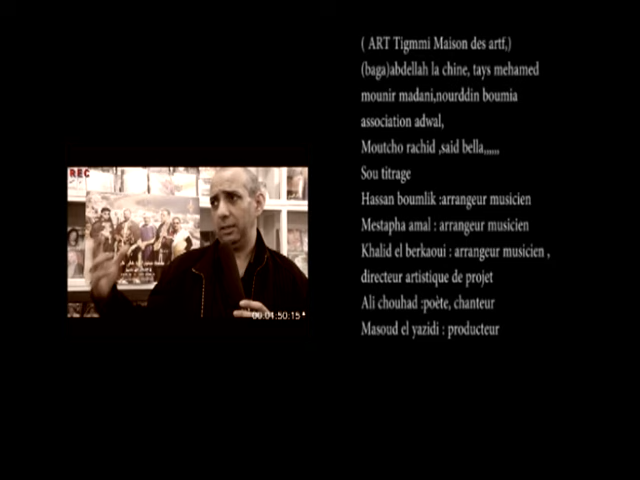 ( ART Tigmmi Maison des artf,)
(baga)abdellah la chine, tays mehamed
mounir madani,nourddin boumia
association adwal,
Moutcho rachid ,said bella,,,,,,
Sou titrage
Hassan boumlik :arrangeur musicien
Mestapha amal : arrangeur musicien
Khalid el berkaoui : arrangeur musicien ,
directeur artistique de projet
Ali chouhad :poète, chanteur
Masoud el yazidi : producteur
REC
00:01:50:15